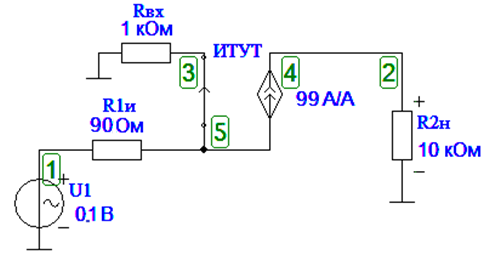 Rвх
1 кОм
ИТУТ
3
4
2
99 А/А
R1и
90 Ом
5
+
R2н
10 кОм
−
1
+
U1
0.1 В
−